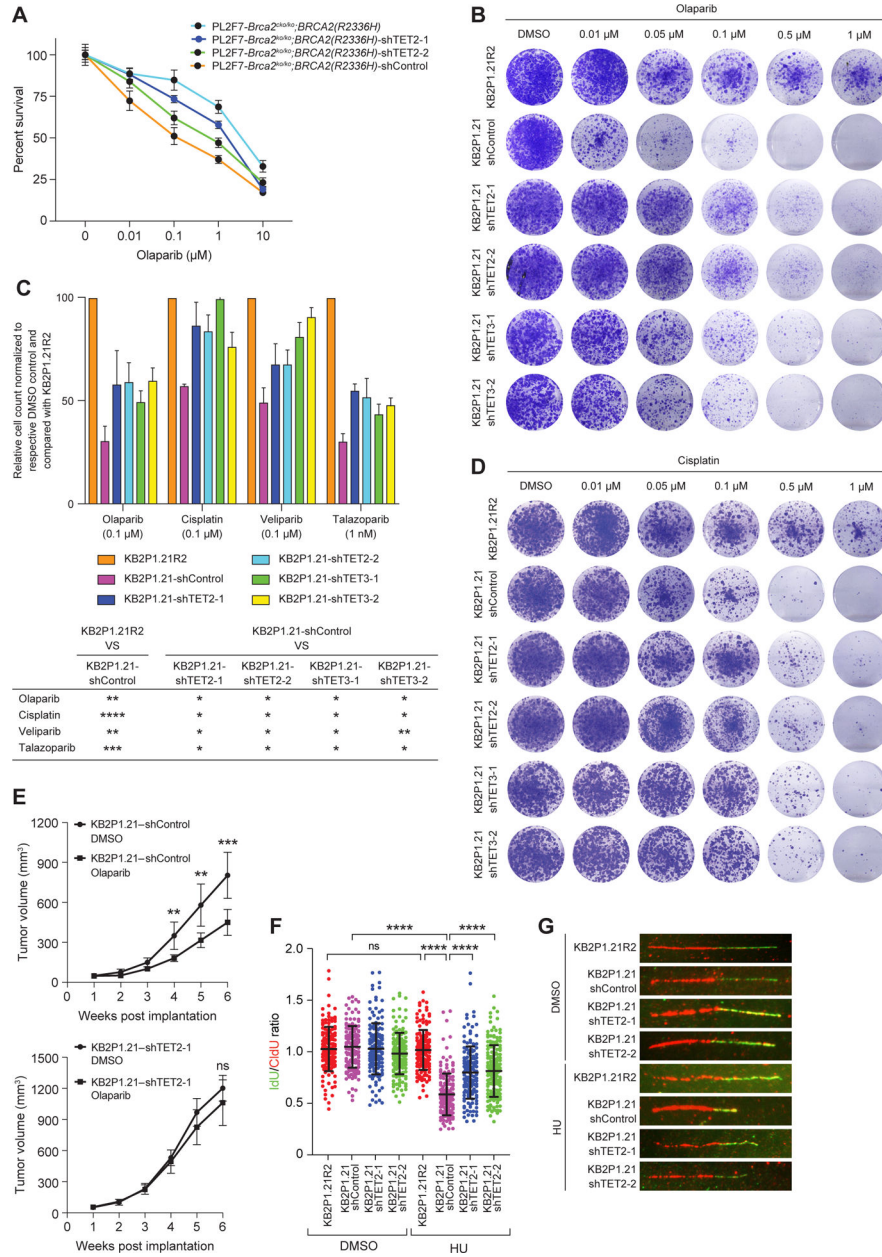 A
PL2F7-Brca2cko/ko;BRCA2(R2336H)
PL2F7-Brca2ko/ko;BRCA2(R2336H)-shTET2-1
PL2F7-Brca2ko/ko;BRCA2(R2336H)-shTET2-2
PL2F7-Brca2ko/ko;BRCA2(R2336H)-shControl
Percent survival
100
75
50
25
0
0 0.01 0.1 1 10
Olaparib (µM)
B
Olaparib
DMSO 0.01 µM 0.05 µM 0.1 µM 0.5 µM 1 µM
KB2P1.21R2
KB2P1.21
shControl
KB2P1.21
shTET2-1
KB2P1.21
shTET2-2
KB2P1.21
shTET3-1
KB2P1.21
shTET3-2
C
Relative cell count normalized to
respective DMSO control and
compared with KB2P1.21R2
100
50
0
Olaparib Cisplatin Veliparib Talazoparib
(0.1 µM) (0.1 µM) (0.1 µM) (1 nM)
KB2P1.21R2 KB2P1.21-shTET2-2
KB2P1.21-shControl KB2P1.21-shTET3-1
KB2P1.21-shTET2-1 KB2P1.21-shTET3-2
KB2P1.21R2 KB2P1.21-shControl
VS VS
KB2P1.21- KB2P1.21- KB2P1.21- KB2P1.21- KB2P1.21-
shControl shTET2-1 shTET2-2 shTET3-1 shTET3-2
Olaparib ** * * * *
Cisplatin **** * * * *
Veliparib ** * * * **
Talazoparib *** * * * *
D
Cisplatin
DMSO 0.01 µM 0.05 µM 0.1 µM 0.5 µM 1 µM
KB2P1.21R2
KB2P1.21
shControl
KB2P1.21
shTET2-1
KB2P1.21
shTET2-2
KB2P1.21
shTET3-1
KB2P1.21
shTET3-2
E
Tumor volume (mm3)
1200
900
600
300
0
KB2P1.21–shControl
DMSO
KB2P1.21–shControl
Olaparib
** ** ***
0 1 2 3 4 5 6
Weeks post implantation
Tumor volume (mm3)
1200
900
600
300
0
KB2P1.21–shTET2-1
DMSO
KB2P1.21–shTET2-1
Olaparib
ns
0 1 2 3 4 5 6
Weeks post implantation
F
**** ****
ns **** ****
IdU/CldU ratio
2.0
1.5
1.0
0.5
0
KB2P1.21R2
KB2P1.21
shControl
KB2P1.21
shTET2-1
KB2P1.21
shTET2-2
KB2P1.21R2
KB2P1.21
shControl
KB2P1.21
shTET2-1
KB2P1.21
shTET2-2
DMSO HU
G
DMSO
KB2P1.21R2
KB2P1.21
shControl
KB2P1.21
shTET2-1
KB2P1.21
shTET2-2
HU
KB2P1.21R2
KB2P1.21
shControl
KB2P1.21
shTET2-1
KB2P1.21
shTET2-2